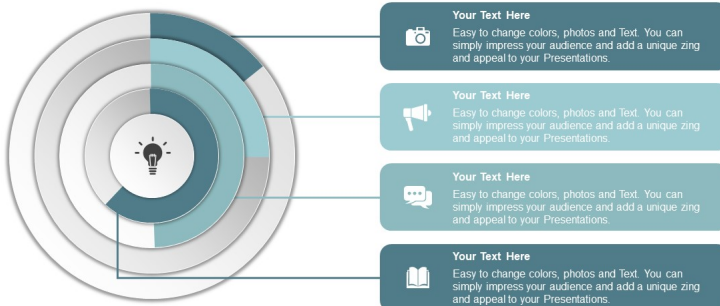 Your Text Here
Easy to change colors, photos and Text. You can
simply impress your audience and add a unique zing
and appeal to your Presentations.
Your Text Here
Easy to change colors, photos and Text. You can
simply impress your audience and add a unique zing
and appeal to your Presentations.
Your Text Here
Easy to change colors, photos and Text. You can
simply impress your audience and add a unique zing
and appeal to your Presentations.
Your Text Here
Easy to change colors, photos and Text. You can
simply impress your audience and add a unique zing
and appeal to your Presentations.